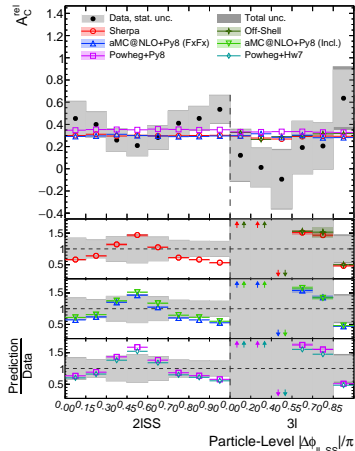 A_C^rel
Data, stat. unc.
Total unc.
Sherpa
Off-Shell
aMC@NLO+Py8 (FxFx)
aMC@NLO+Py8 (Incl.)
Powheg+Py8
Powheg+Hw7
1.4
1.2
1
0.8
0.6
0.4
0.2
0
−0.2
−0.4
1.5
1
0.5
1.5
1
0.5
1.5
1
0.5
Prediction
Data
0.00 0.15 0.30 0.45 0.60 0.75 0.90 0.00 0.20 0.40 0.55 0.70 0.85
2lSS
3l
Particle-Level |Δϕ_ll,SS|/π